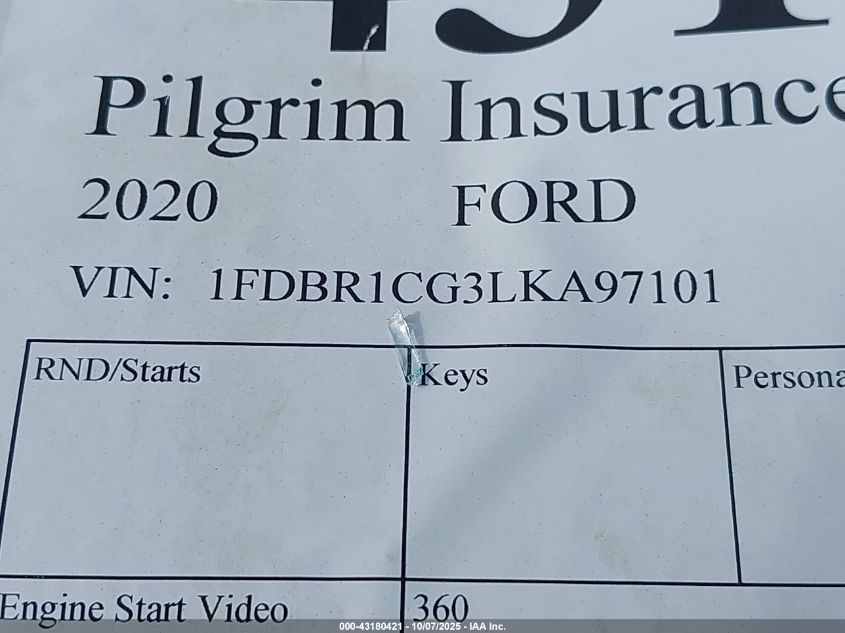 Pilgrim Insurance
2020 FORD
VIN: 1FDBR1CG3LKA97101
RND/Starts Keys
Engine Start Video 360
000-43180421 - 10/07/2025 - IAA Inc.